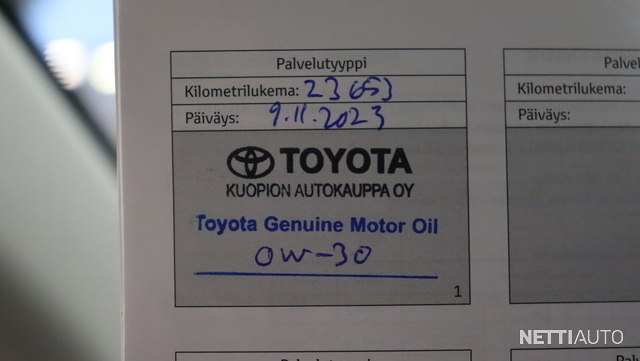 Palvelutyyppi
Kilometrilukema: 23 653
Päiväys: 9.11.2023
TOYOTA
KUOPION AUTOKAUPPA OY
Toyota Genuine Motor Oil
0W-30
1
Kilometrilukema:
Päiväys:
NETTIAUTO